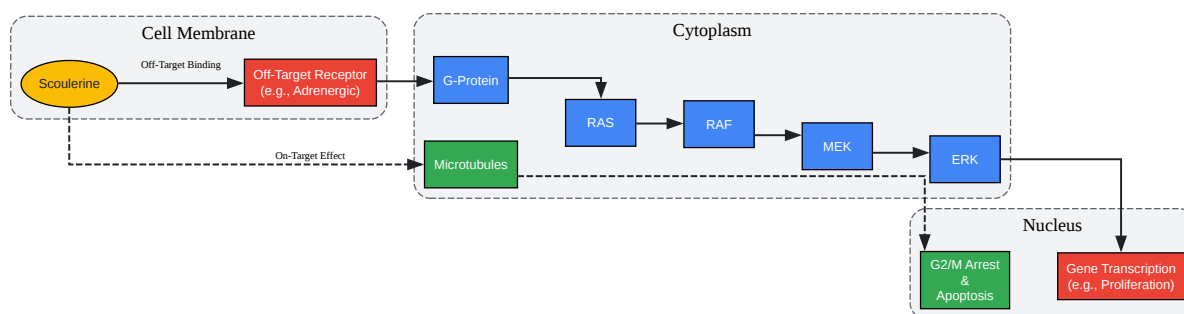 Cell Membrane
Scoulerine
Off-Target Binding
Off-Target Receptor
(e.g., Adrenergic)
On-Target Effect
Cytoplasm
G-Protein
RAS
RAF
MEK
ERK
Microtubules
Nucleus
G2/M Arrest
&
Apoptosis
Gene Transcription
(e.g., Proliferation)